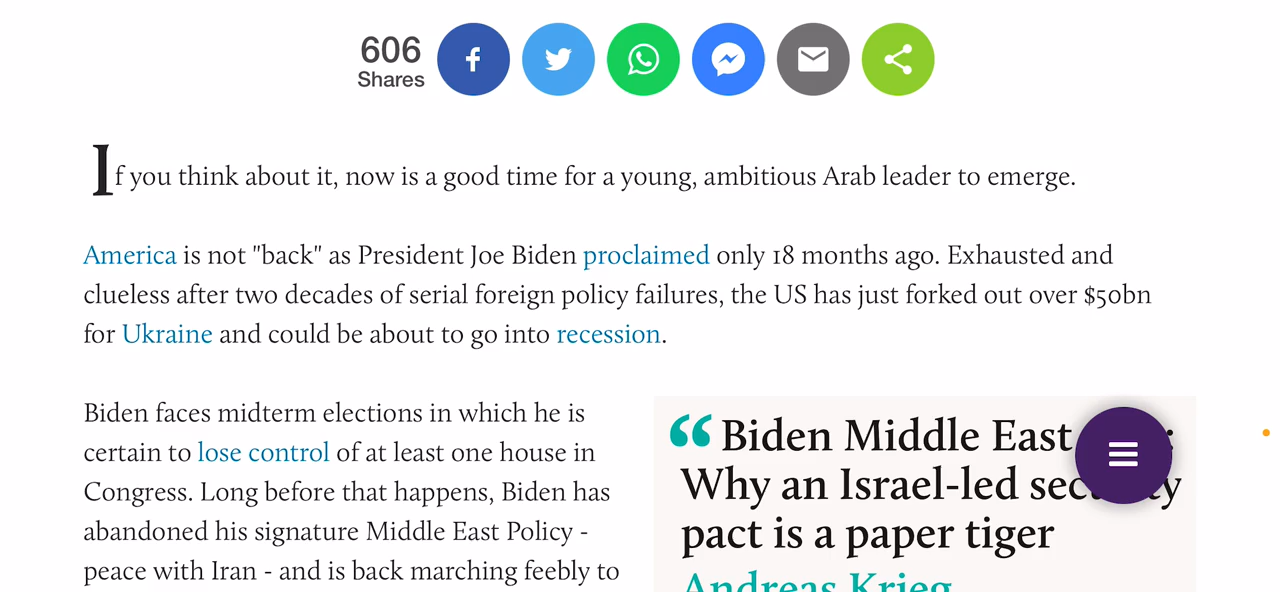 606
Shares
If you think about it, now is a good time for a young, ambitious Arab leader to emerge.
America is not "back" as President Joe Biden proclaimed only 18 months ago. Exhausted and
clueless after two decades of serial foreign policy failures, the US has just forked out over $50bn
for Ukraine and could be about to go into recession.
Biden faces midterm elections in which he is
certain to lose control of at least one house in
Congress. Long before that happens, Biden has
abandoned his signature Middle East Policy -
peace with Iran - and is back marching feebly to
“ Biden Middle East :
Why an Israel-led
pact is a paper tiger
Andreas Krieg